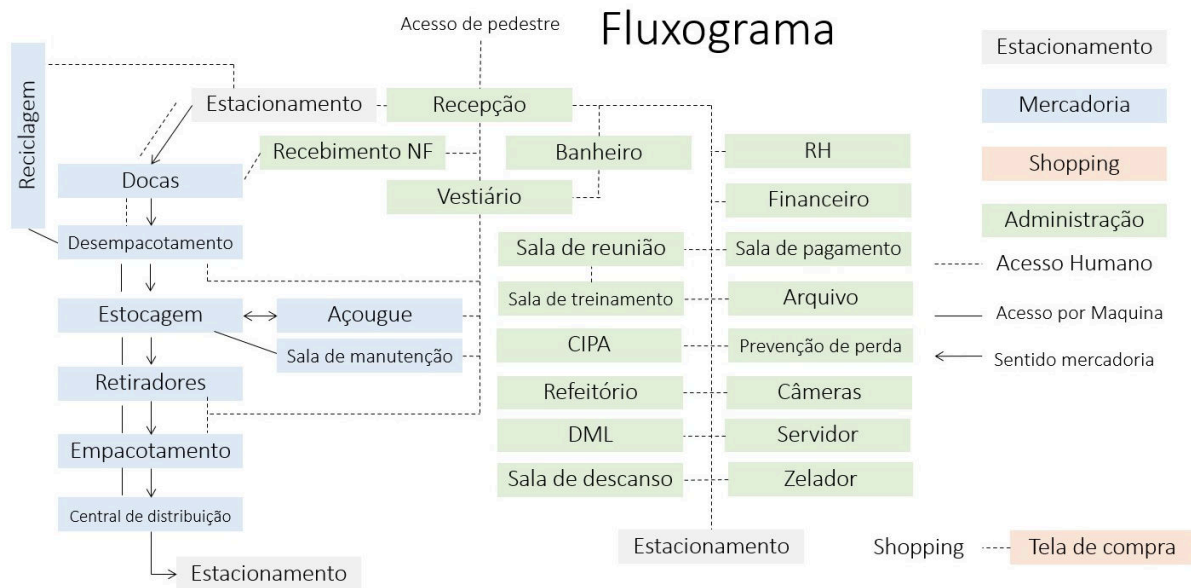 Fluxograma
Acesso de pedestre
Reciclagem
Estacionamento
Recepção
Recebimento NF
Banheiro
RH
Docas
Vestiário
Financeiro
Desempacotamento
Sala de reunião
Sala de pagamento
Estocagem
Açougue
Sala de treinamento
Arquivo
Sala de manutenção
CIPA
Prevenção de perda
Retiradores
Refeitório
Câmeras
Empacotamento
DML
Servidor
Sala de descanso
Zelador
Central de distribuição
Estacionamento
Estacionamento
Estacionamento
Mercadoria
Shopping
Administração
Acesso Humano
Acesso por Maquina
Sentido mercadoria
Shopping
Tela de compra